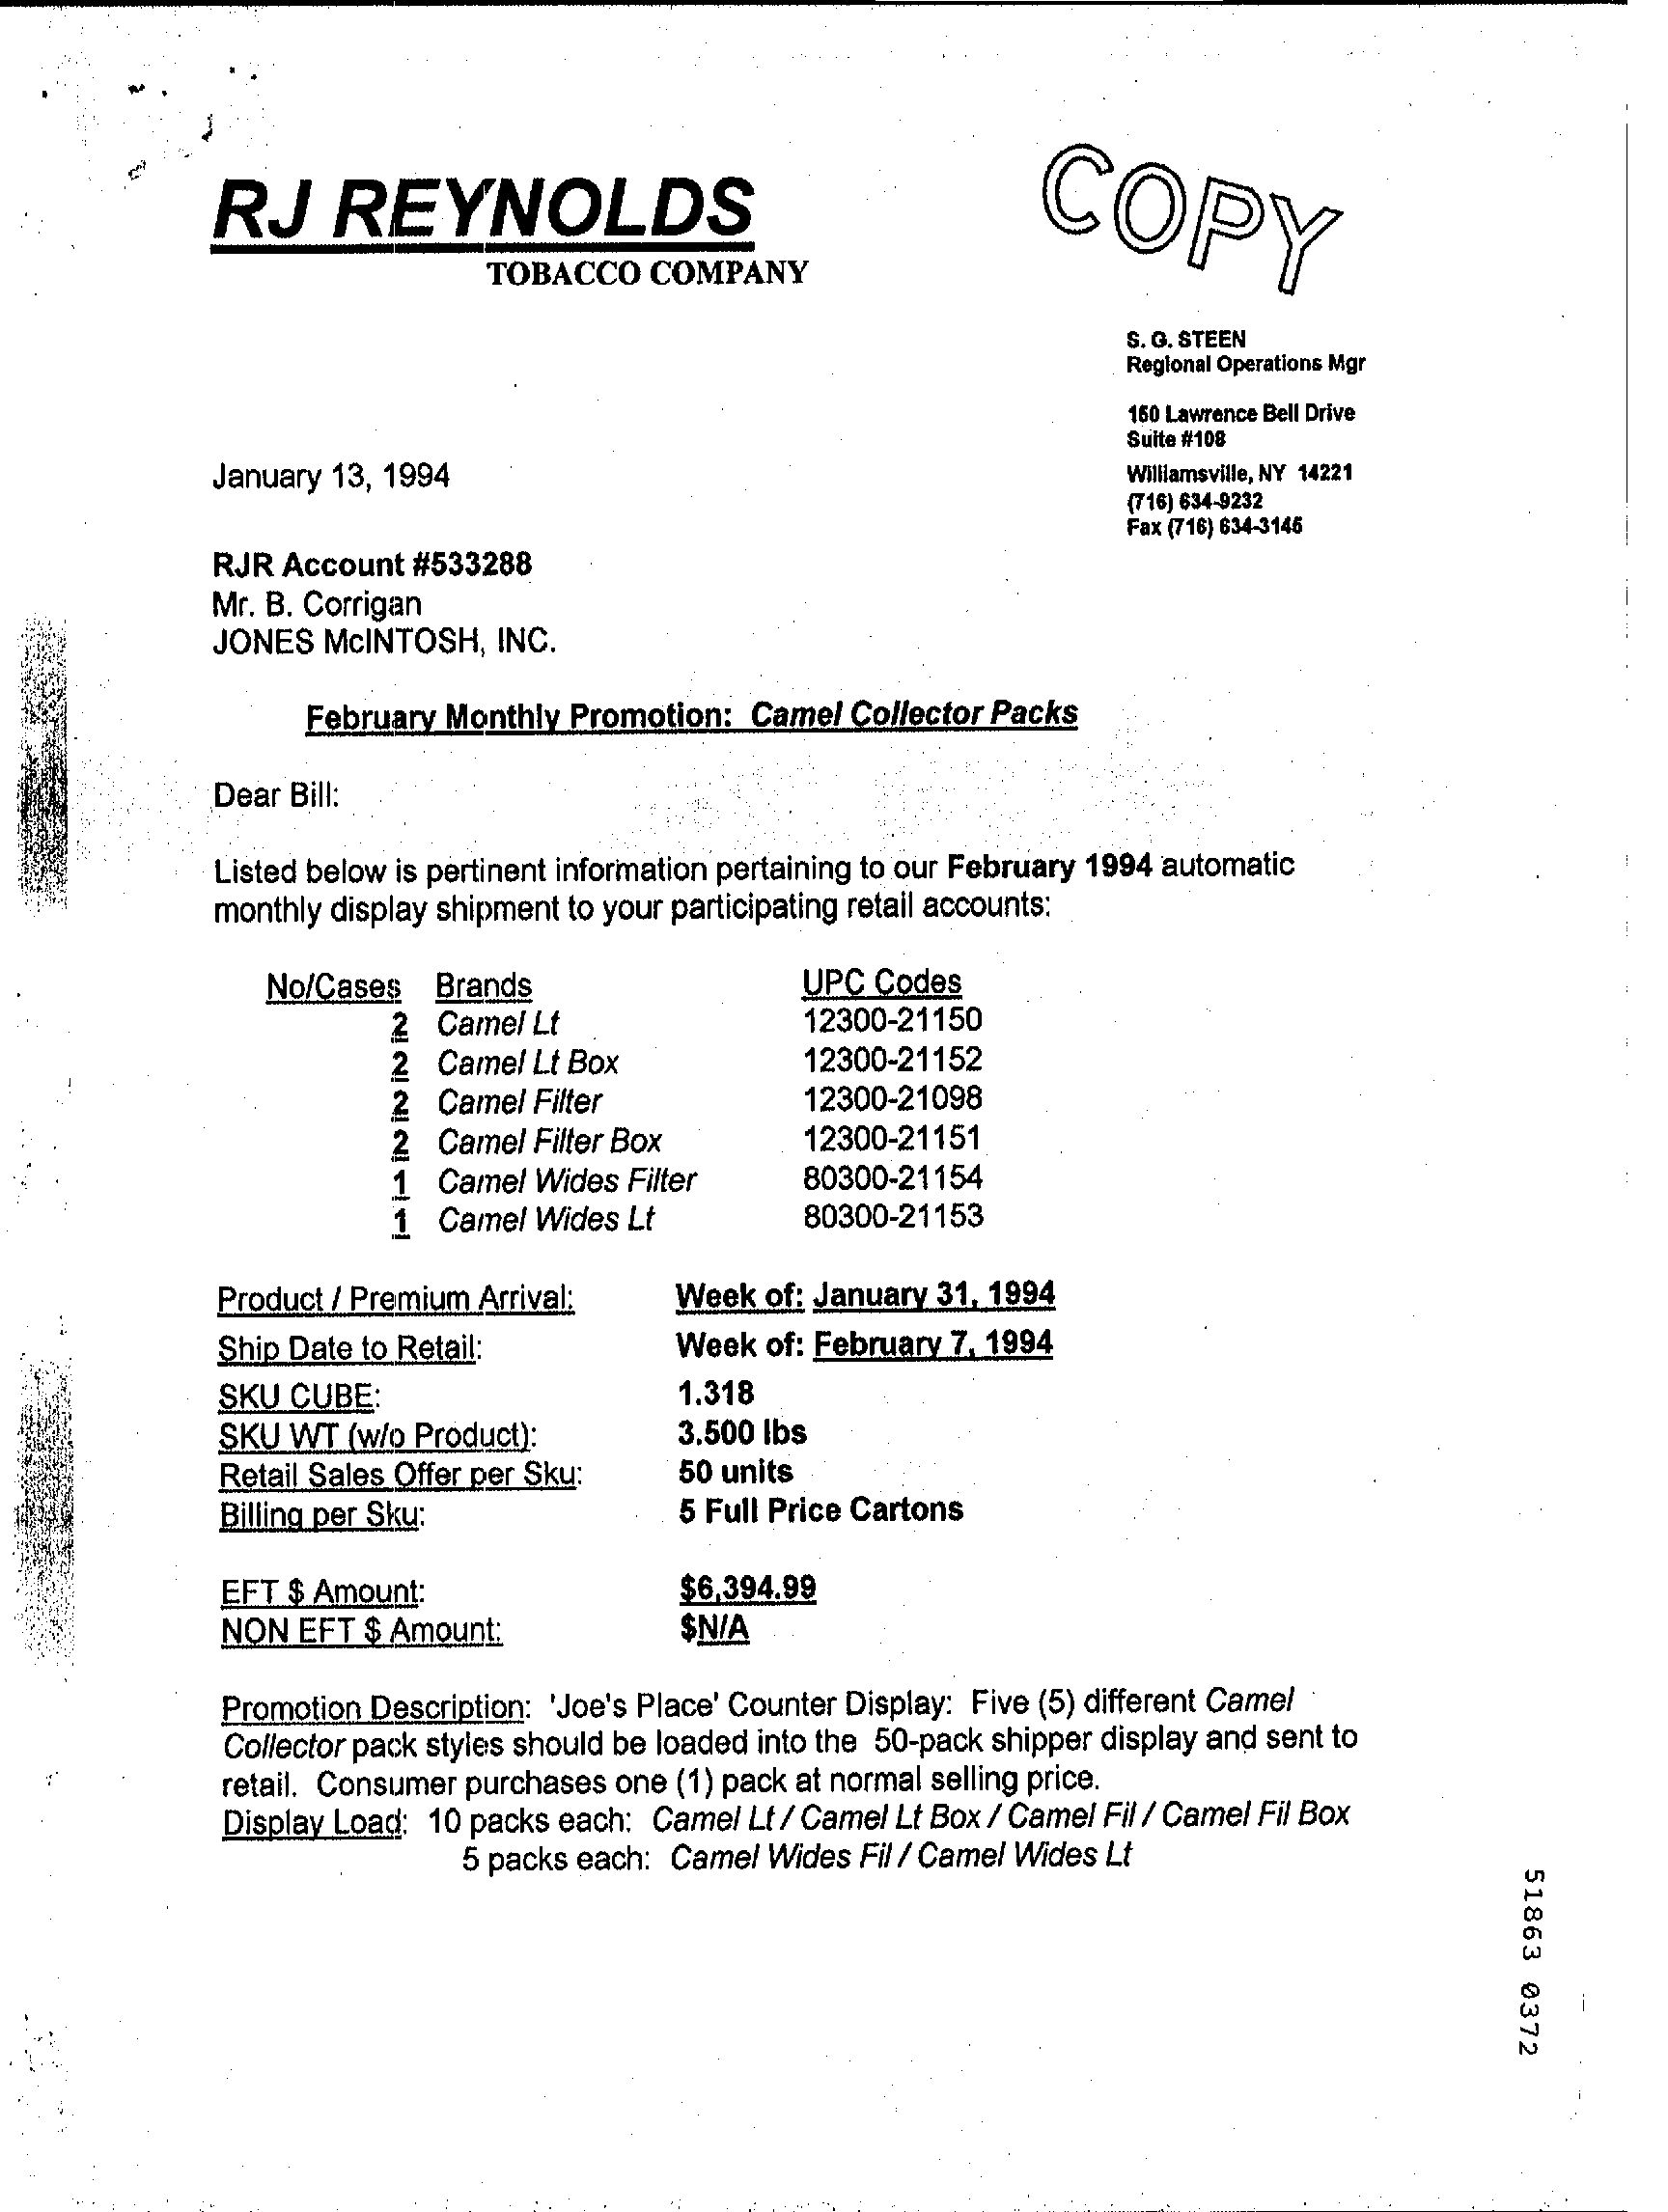 RJ REYNOLDS
TOBACCO COMPANY
COPY
S. G. STEEN
Regional Operations Mgr
160 Lawrence Bell Drive
Suite #108
Williamsville, NY 14221
(716) 634-9232
Fax (716) 634-3145
January 13, 1994
RJR Account #533288
Mr. B. Corrigan
JONES McINTOSH, INC.
February Monthly Promotion: Camel Collector Packs
Dear Bill:
Listed below is pertinent information pertaining to our February 1994 automatic
monthly display shipment to your participating retail accounts:
No/Cases Brands UPC Codes
2 Camel Lt 12300-21150
2 Camel Lt Box 12300-21152
2 Camel Filter 12300-21098
2 Camel Filter Box 12300-21151
1 Camel Wides Filter 80300-21154
1 Camel Wides Lt 80300-21153
Product / Premium Arrival: Week of: January 31, 1994
Ship Date to Retail: Week of: February 7, 1994
SKU CUBE: 1.318
SKU WT (w/o Product): 3.500 lbs
Retail Sales Offer per Sku: 50 units
Billing per Sku: 5 Full Price Cartons
EFT $ Amount: $6,394.99
NON EFT $ Amount: $N/A
Promotion Description: 'Joe's Place' Counter Display: Five (5) different Camel
Collector pack styles should be loaded into the 50-pack shipper display and sent to
retail. Consumer purchases one (1) pack at normal selling price.
Display Load: 10 packs each: Camel Lt / Camel Lt Box / Camel Fil / Camel Fil Box
5 packs each: Camel Wides Fil / Camel Wides Lt
51863 0372